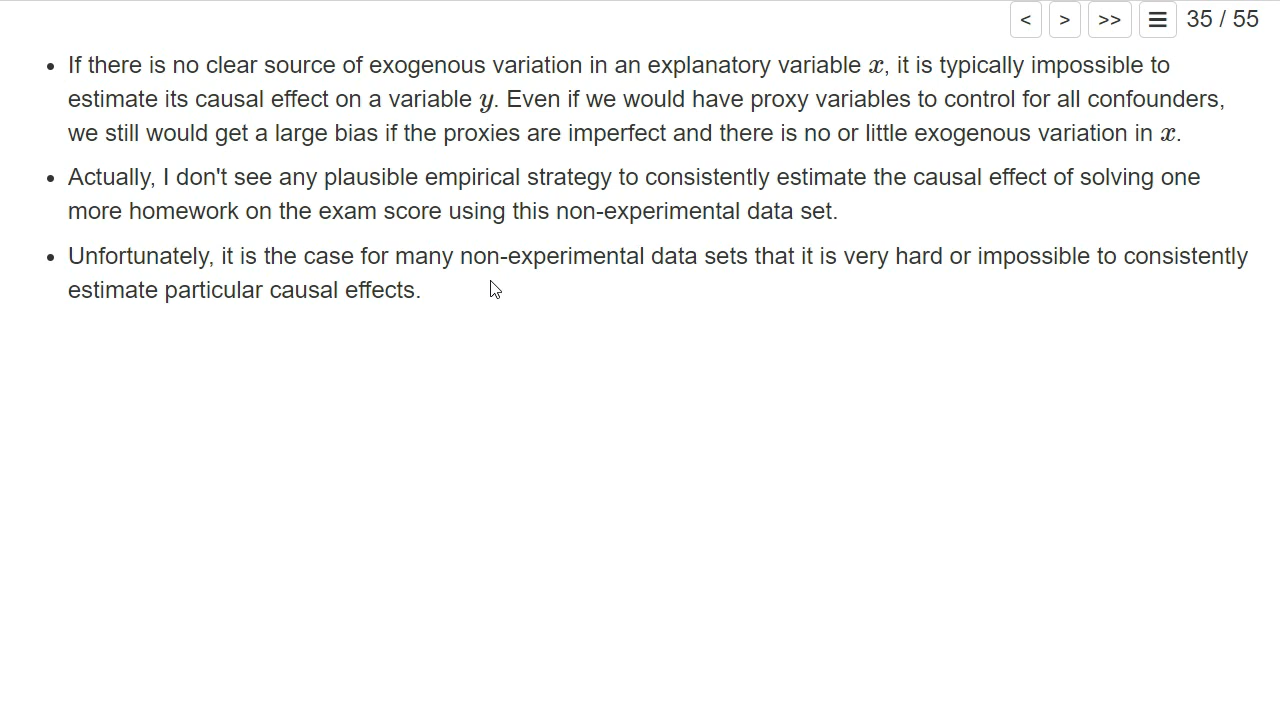 < > >> ☰ 35 / 55
• If there is no clear source of exogenous variation in an explanatory variable x, it is typically impossible to
estimate its causal effect on a variable y. Even if we would have proxy variables to control for all confounders,
we still would get a large bias if the proxies are imperfect and there is no or little exogenous variation in x.
• Actually, I don't see any plausible empirical strategy to consistently estimate the causal effect of solving one
more homework on the exam score using this non-experimental data set.
• Unfortunately, it is the case for many non-experimental data sets that it is very hard or impossible to consistently
estimate particular causal effects.